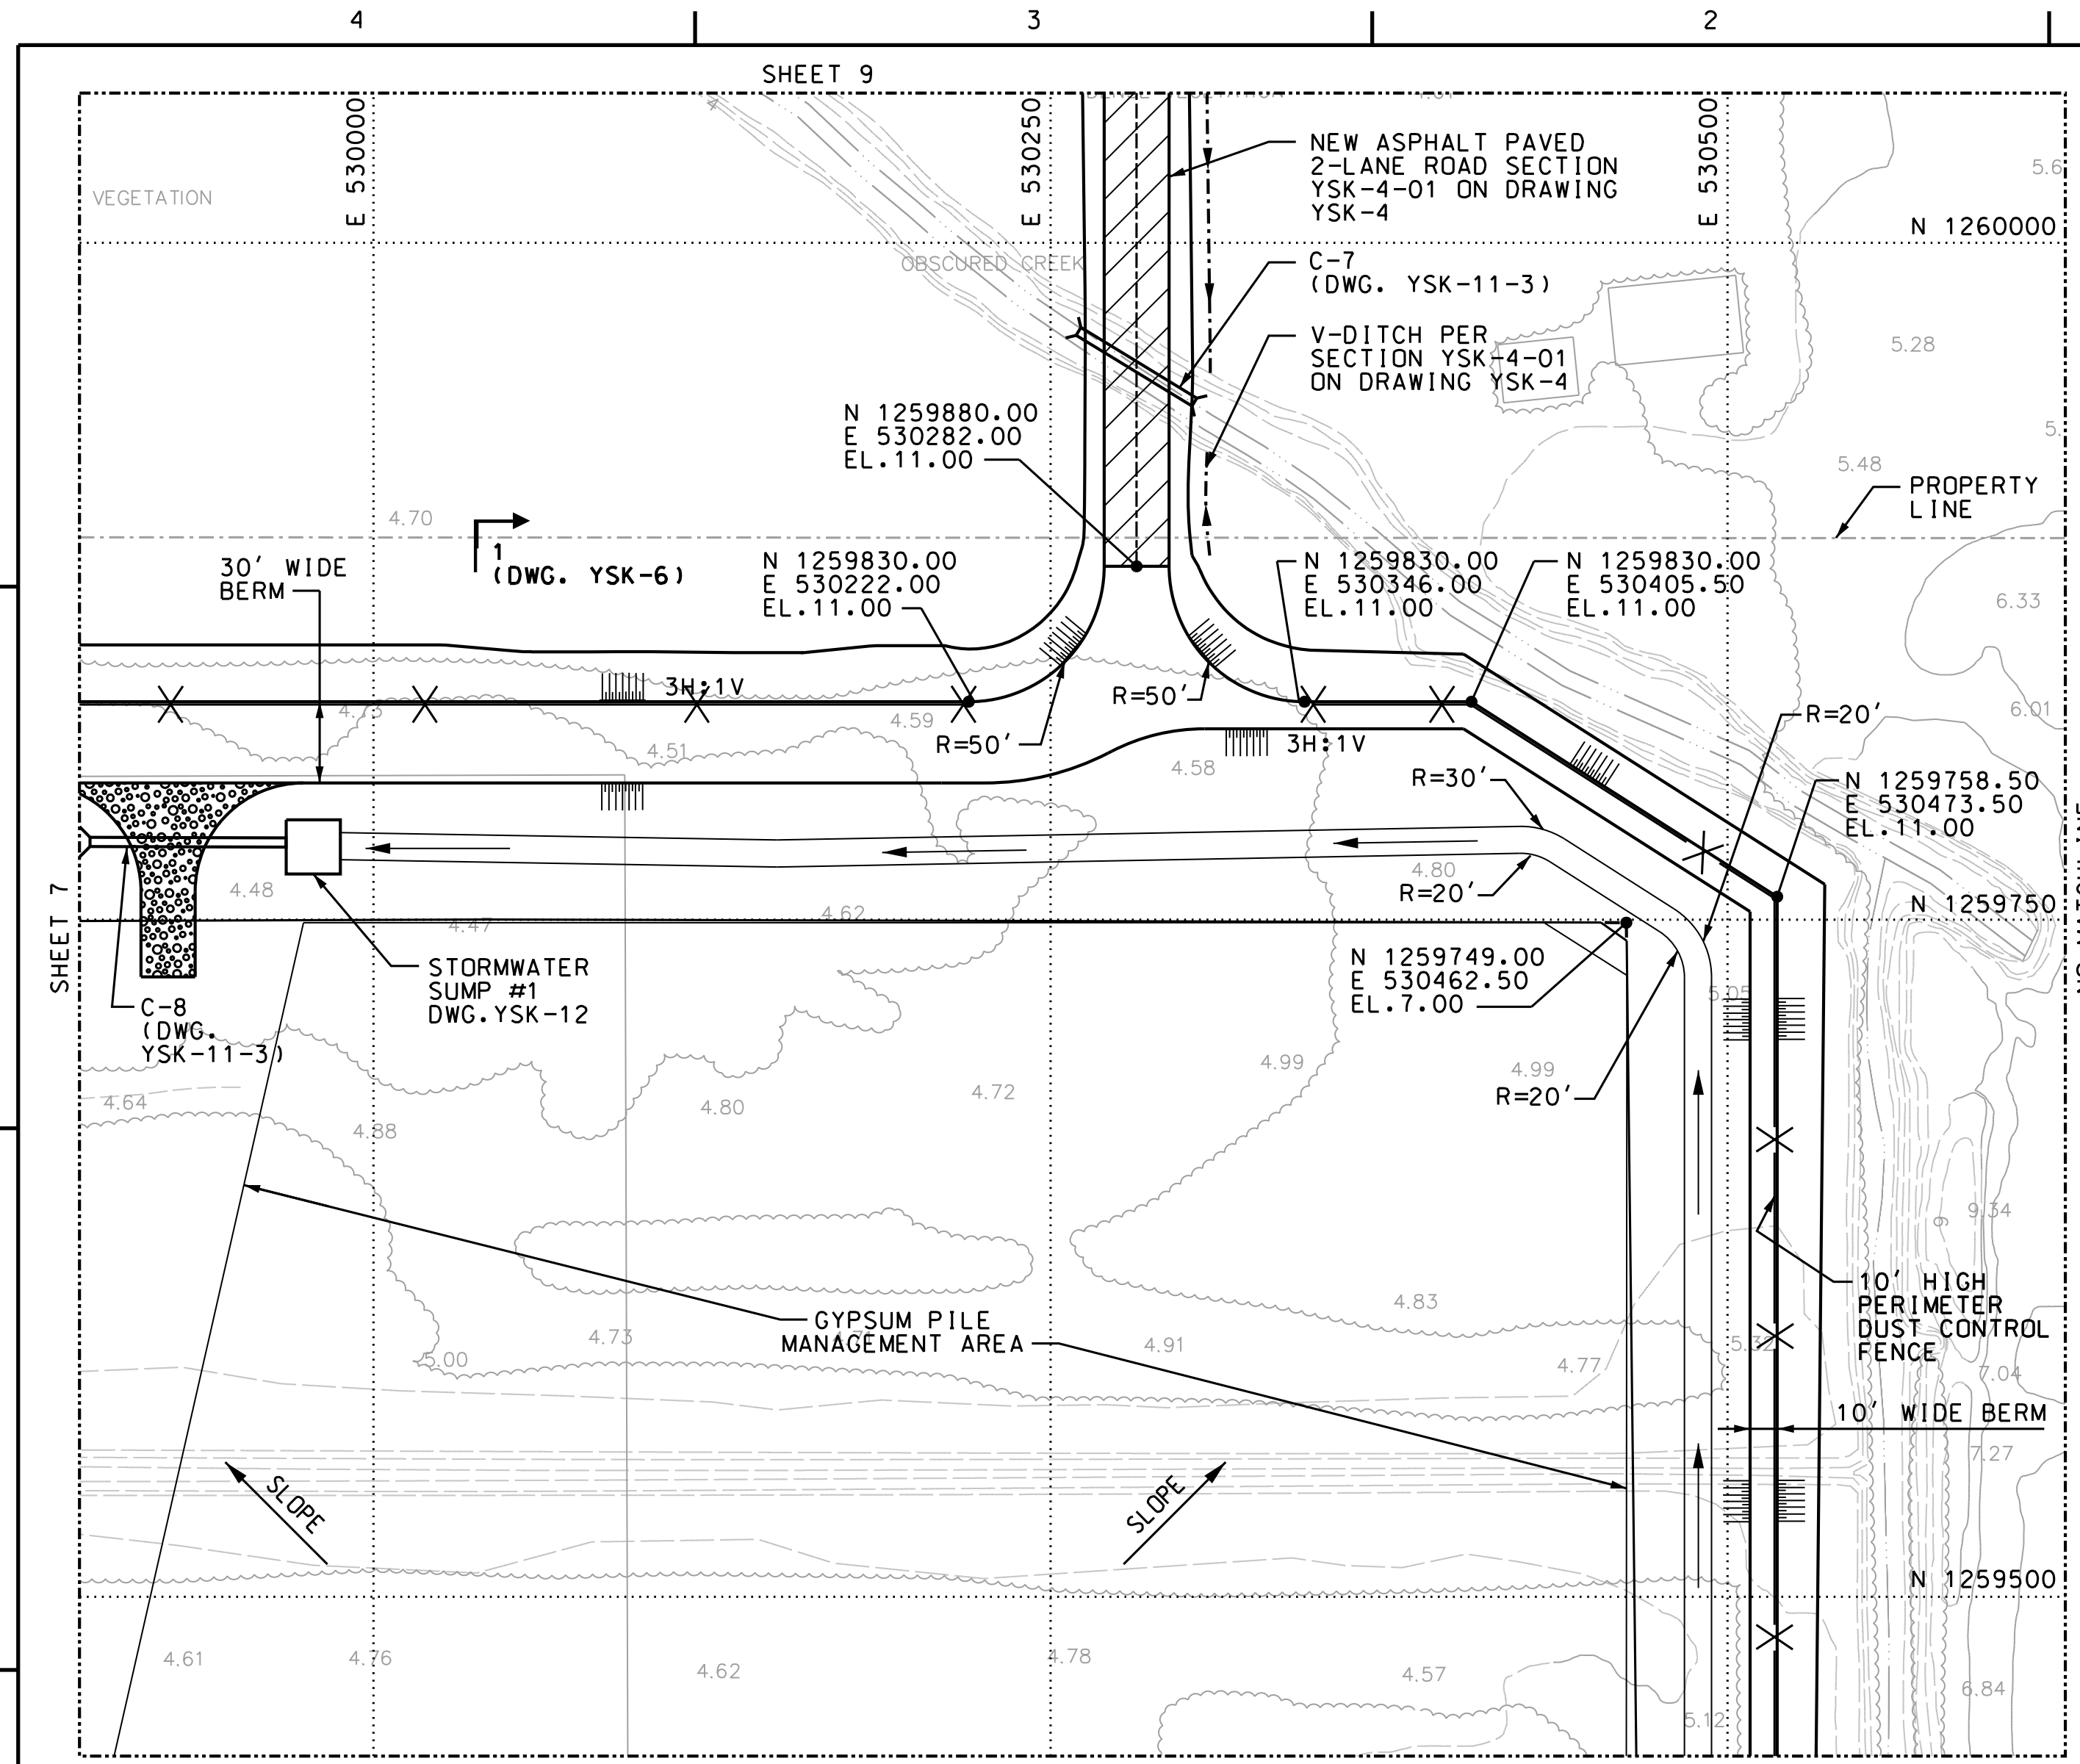 4
3
2
SHEET 9
E 530000
E 530250
E 530500
NEW ASPHALT PAVED
2-LANE ROAD SECTION
YSK-4-01 ON DRAWING
YSK-4
5.6
VEGETATION
N 1260000
OBSCURED CREEK
C-7
(DWG. YSK-11-3)
V-DITCH PER
SECTION YSK-4-01
ON DRAWING YSK-4
5.28
N 1259880.00
E 530282.00
EL.11.00
5.
5.48
PROPERTY
LINE
4.70
1
(DWG. YSK-6)
30' WIDE
BERM
N 1259830.00
E 530222.00
EL.11.00
N 1259830.00
E 530346.00
EL.11.00
N 1259830.00
E 530405.50
EL.11.00
6.33
3H:1V
R=50'
R=50'
4.59
4.51
3H:1V
4.58
R=20'
6.01
R=30'
N 1259758.50
E 530473.50
EL.11.00
4.80
R=20'
4.48
4.47
4.62
N 1259750
SHEET 7
STORMWATER
SUMP #1
DWG.YSK-12
C-8
(DWG.
YSK-11-3)
N 1259749.00
E 530462.50
EL.7.00
5.05
4.99
4.99
R=20'
4.64
4.88
4.80
4.72
9
9.34
10' HIGH
PERIMETER
DUST CONTROL
FENCE
4.83
GYPSUM PILE
MANAGEMENT AREA
4.73
4.91
5.00
4.77
5.32
7.04
10' WIDE BERM
7.27
SLOPE
SLOPE
N 1259500
4.61
4.76
4.62
4.78
4.57
6.84
5.12